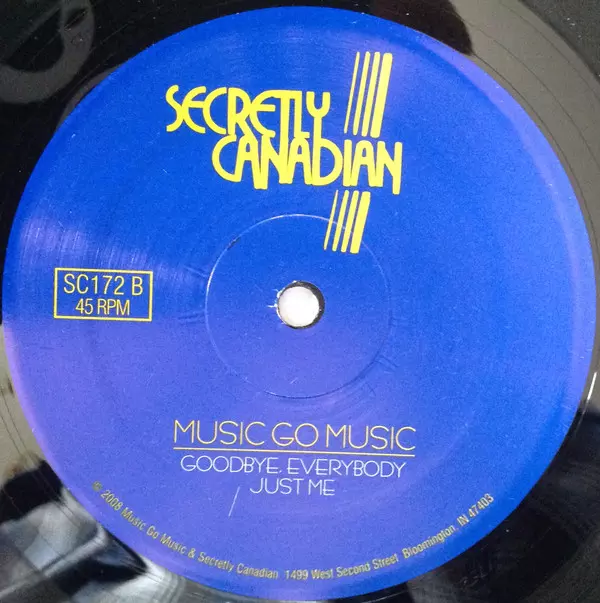 SECRETLY
CANADIAN
SC172 B
45 RPM
MUSIC GO MUSIC
GOODBYE, EVERYBODY
JUST ME
© 2008 Music Go Music & Secretly Canadian 1499 West Second Street Bloomington, IN 47403